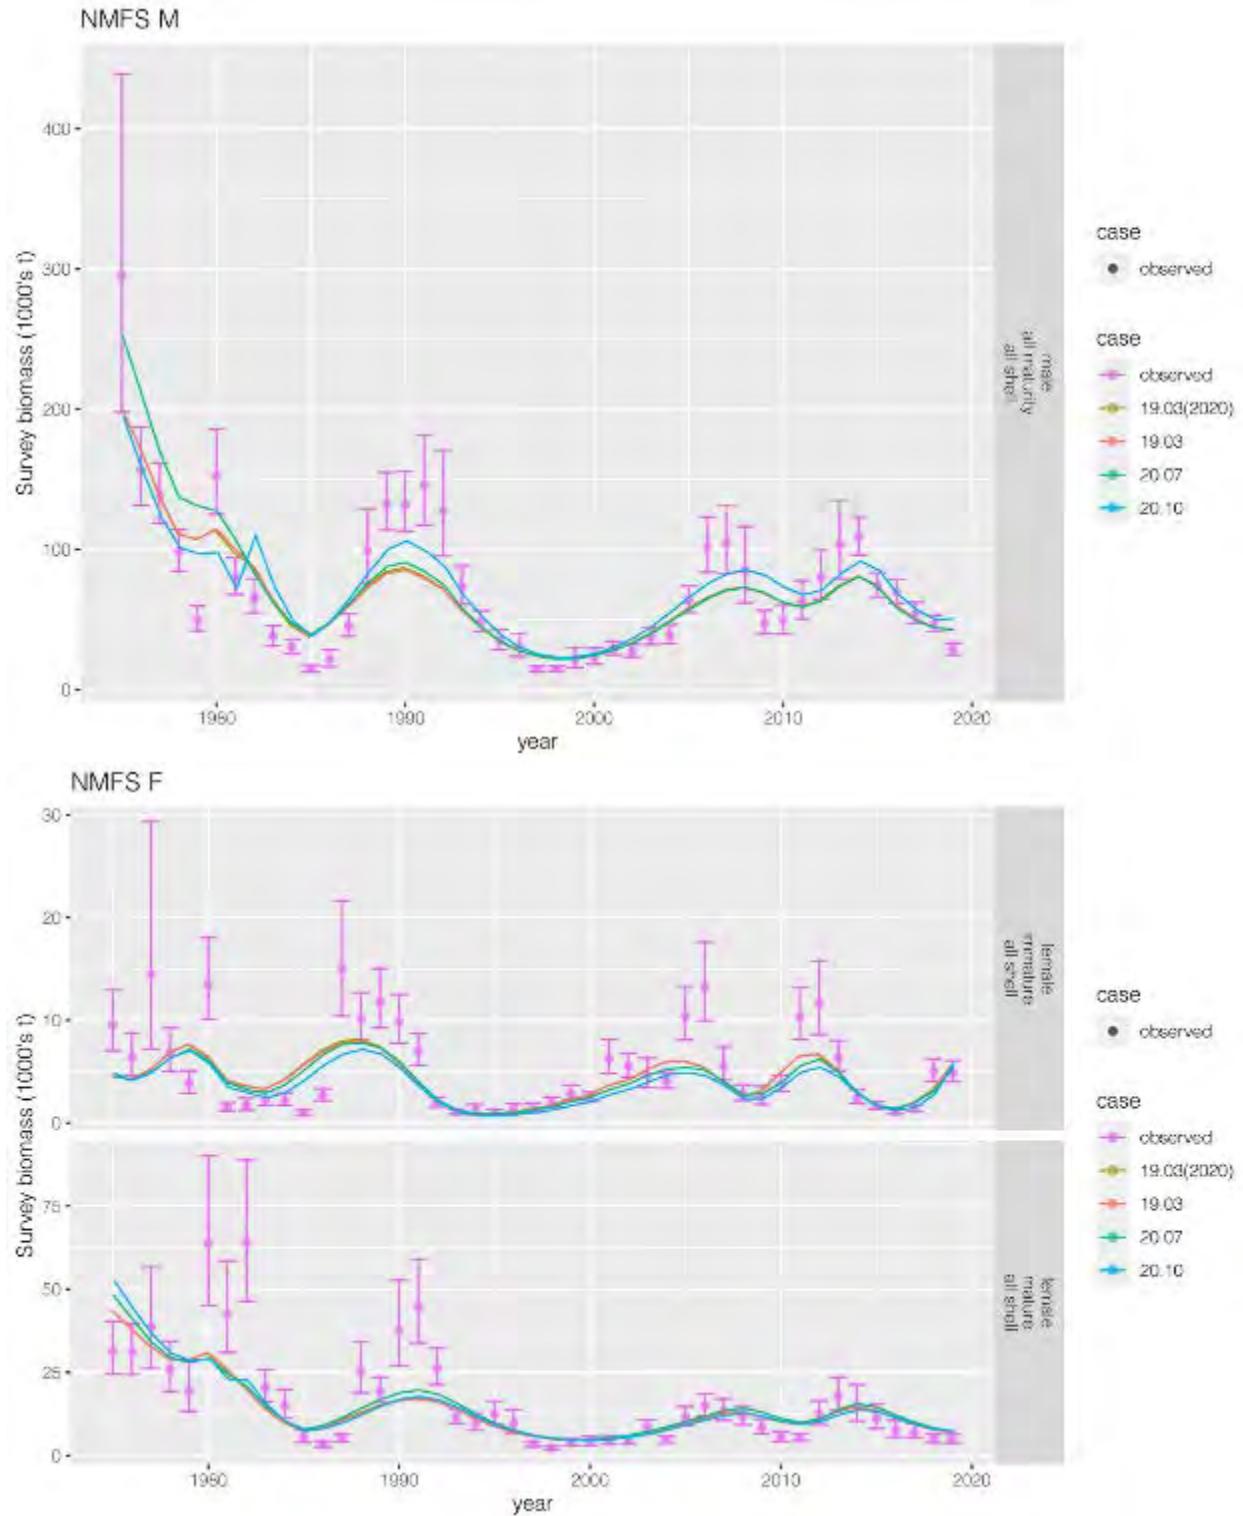 NMFS M
400
300
200
100
0
Survey biomass (1000's t)
1980
1990
2000
2010
2020
year
male
all maturity
all shell
case
observed
case
observed
19.03(2020)
19.03
20.07
20.10
NMFS F
30
20
10
0
female
immature
all shell
75
50
25
0
female
mature
all shell
Survey biomass (1000's t)
1980
1990
2000
2010
2020
year
case
observed
case
observed
19.03(2020)
19.03
20.07
20.10